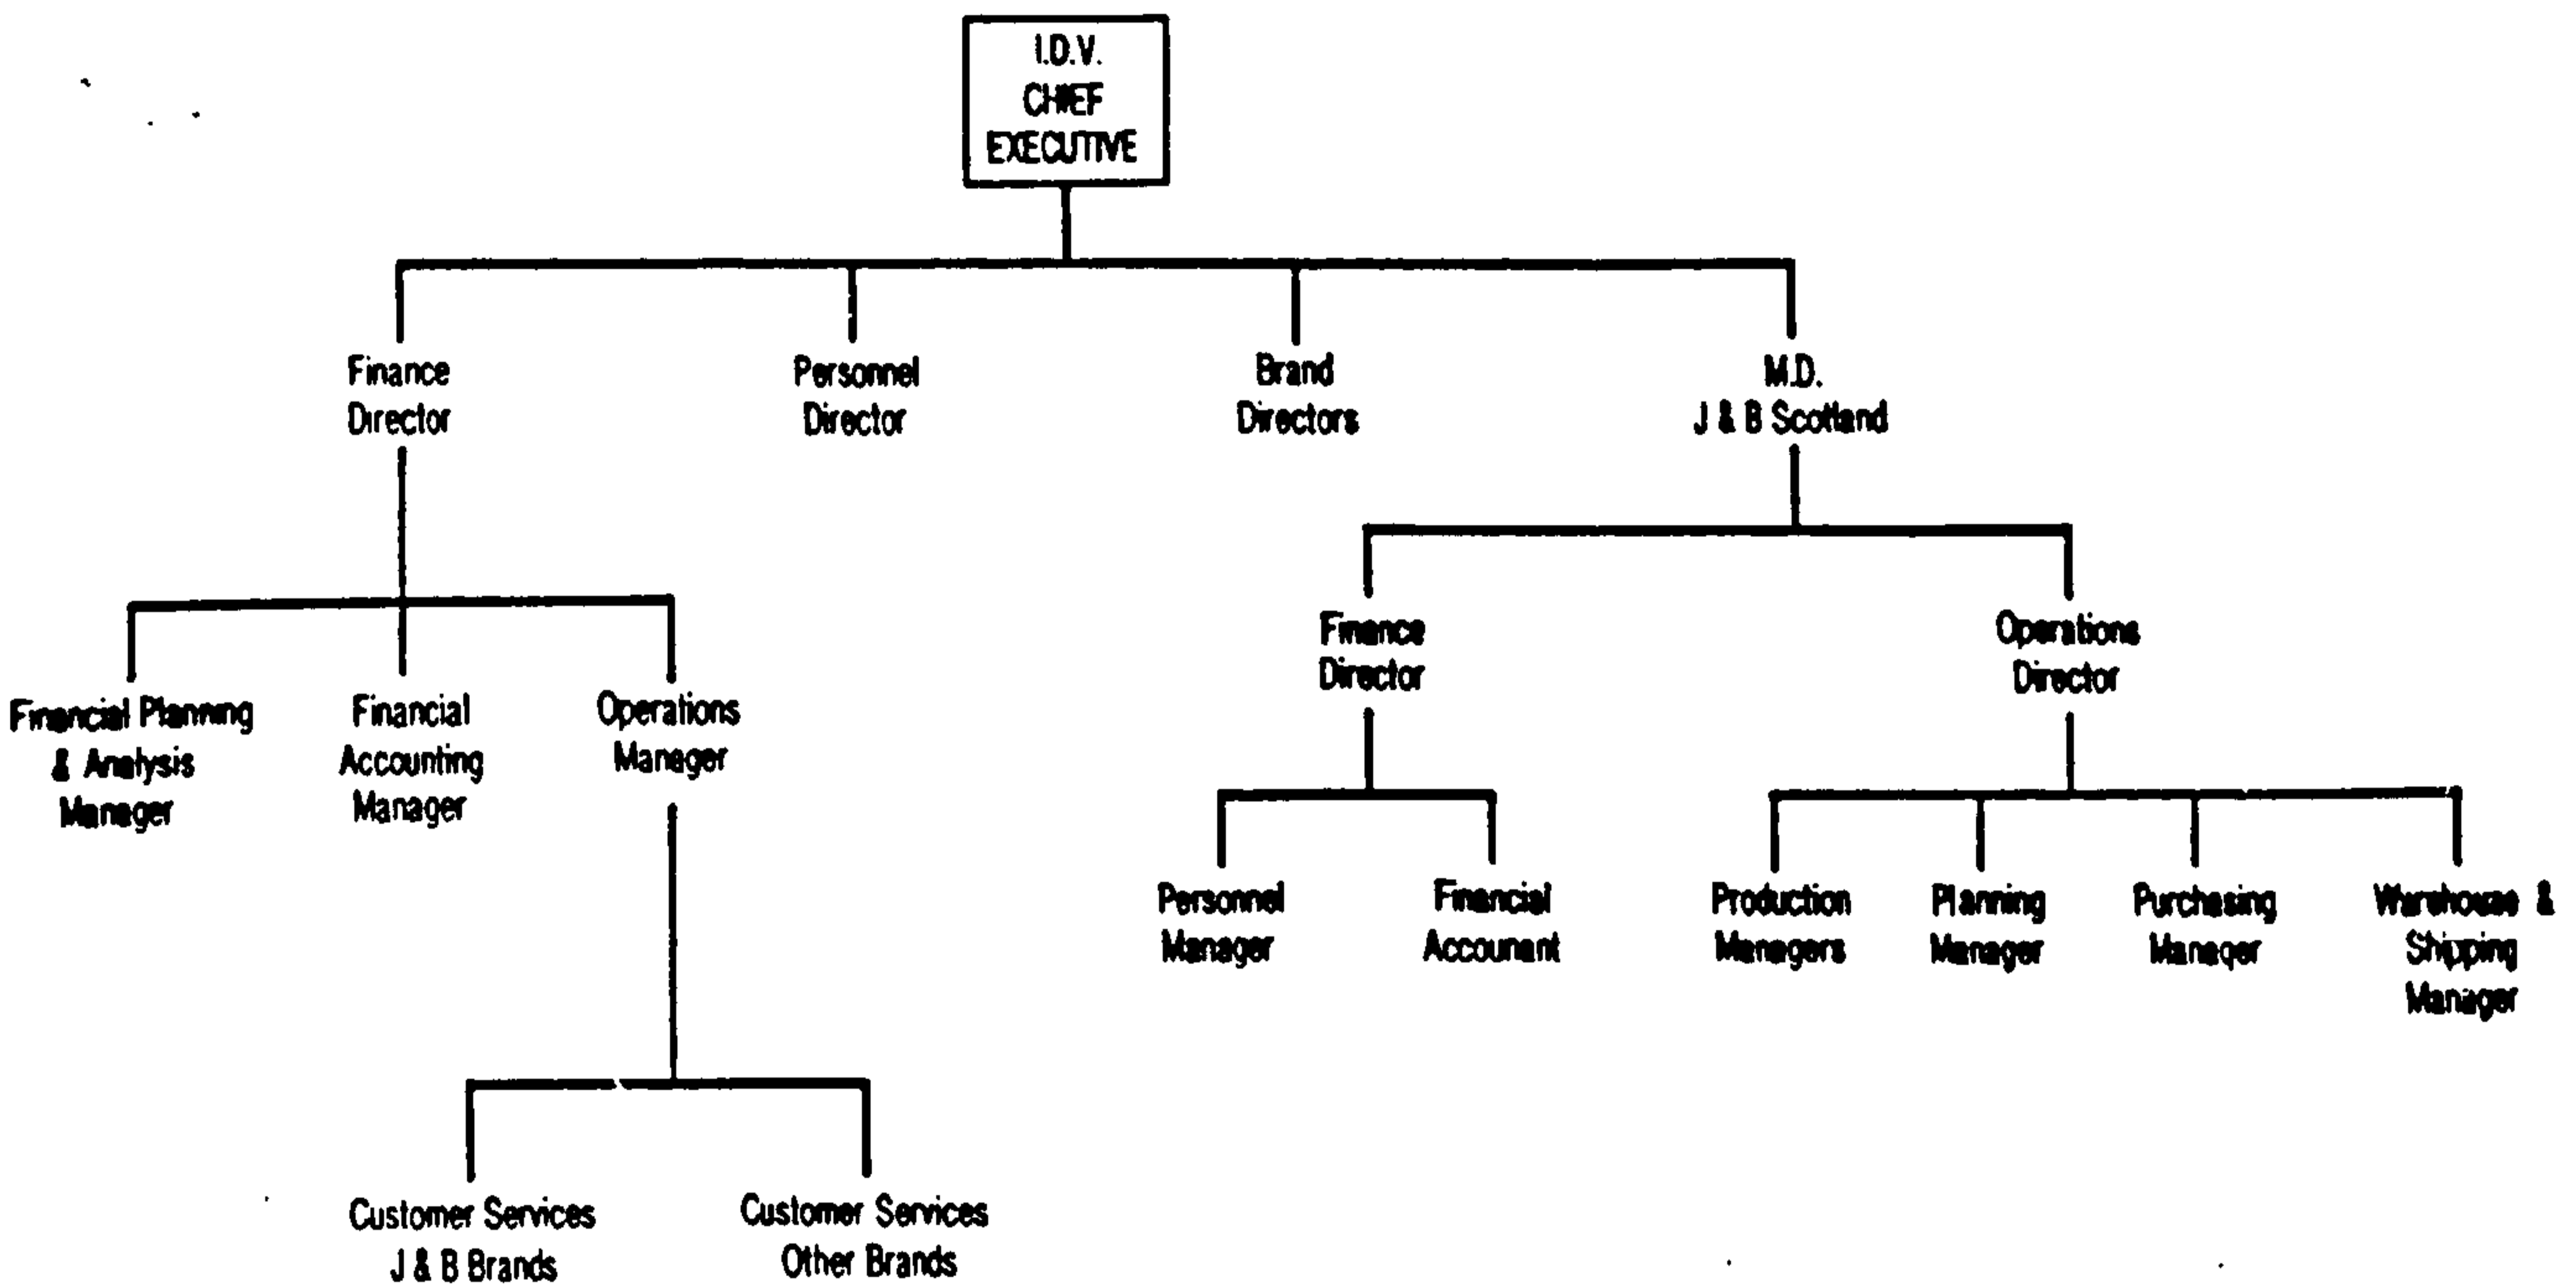 I.D.V.
CHIEF
EXECUTIVE
Finance
Director
Personnel
Director
Brand
Directors
M.D.
J & B Scotland
Finance
Director
Operations
Director
Financial Planning
& Analysis
Manager
Financial
Accounting
Manager
Operations
Manager
Personnel
Manager
Financial
Accounant
Production
Managers
Planning
Manager
Purchasing
Manager
Warehouse &
Shipping
Manager
Customer Services
J & B Brands
Customer Services
Other Brands